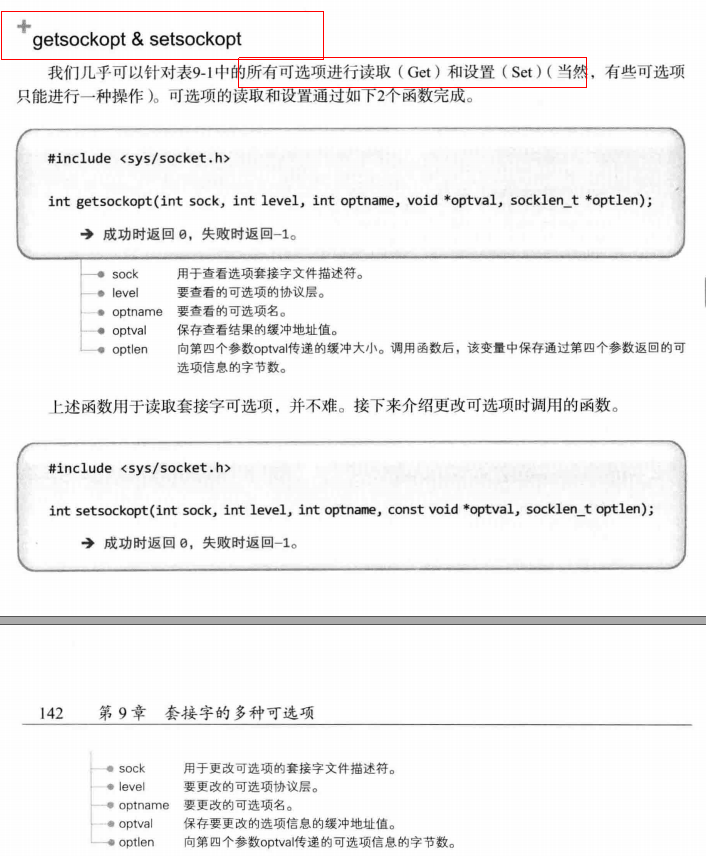 getsockopt & setsockopt
我们几乎可以针对表9-1中的所有可选项进行读取（Get）和设置（Set）（当然，有些可选项
只能进行一种操作）。可选项的读取和设置通过如下2个函数完成。
#include <sys/socket.h>
int getsockopt(int sock, int level, int optname, void *optval, socklen_t *optlen);
➔ 成功时返回 0，失败时返回–1。
sock 用于查看选项套接字文件描述符。
level 要查看的可选项的协议层。
optname 要查看的可选项名。
optval 保存查看结果的缓冲地址值。
optlen 向第四个参数optval传递的缓冲大小。调用函数后，该变量中保存通过第四个参数返回的可
选项信息的字节数。
上述函数用于读取套接字可选项，并不难。接下来介绍更改可选项时调用的函数。
#include <sys/socket.h>
int setsockopt(int sock, int level, int optname, const void *optval, socklen_t optlen);
➔ 成功时返回 0，失败时返回–1。
142 第 9 章 套接字的多种可选项
sock 用于更改可选项的套接字文件描述符。
level 要更改的可选项协议层。
optname 要更改的可选项名。
optval 保存要更改的选项信息的缓冲地址值。
optlen 向第四个参数optval传递的可选项信息的字节数。